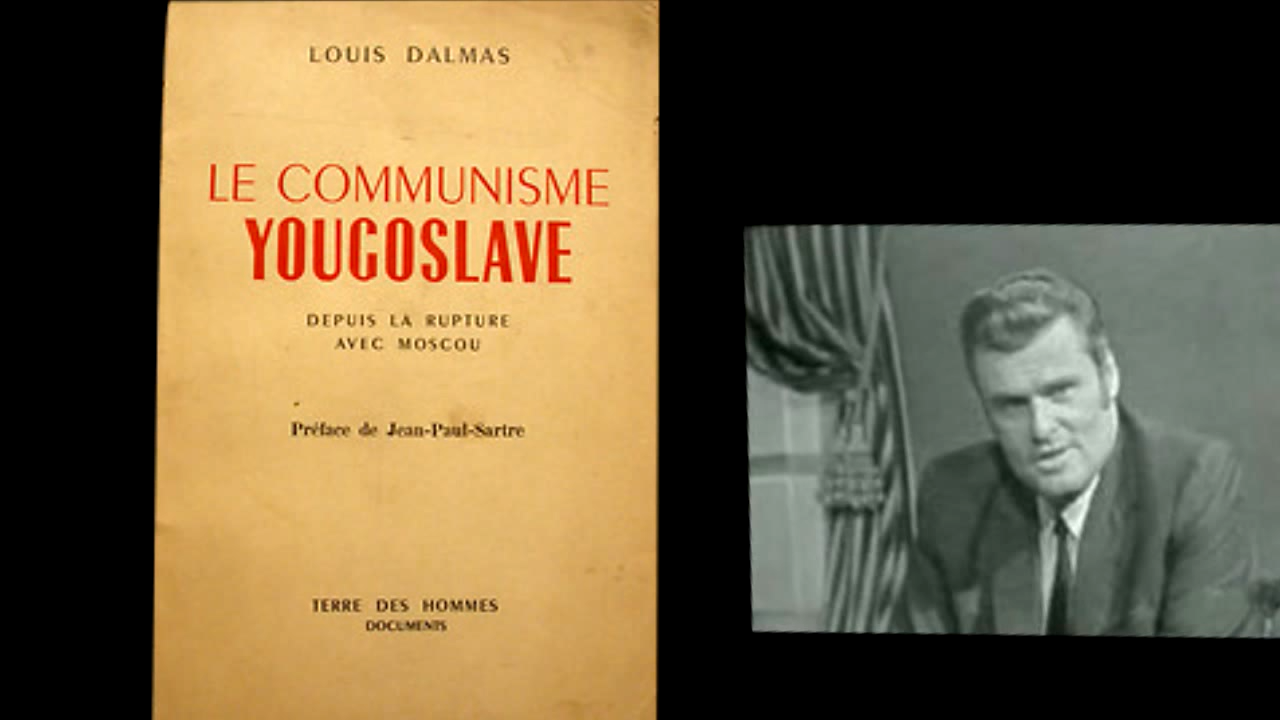 LOUIS DALMAS
LE COMMUNISME
YOUGOSLAVE
DEPUIS LA RUPTURE
AVEC MOSCOU
Préface de Jean-Paul-Sartre
TERRE DES HOMMES
DOCUMENTS